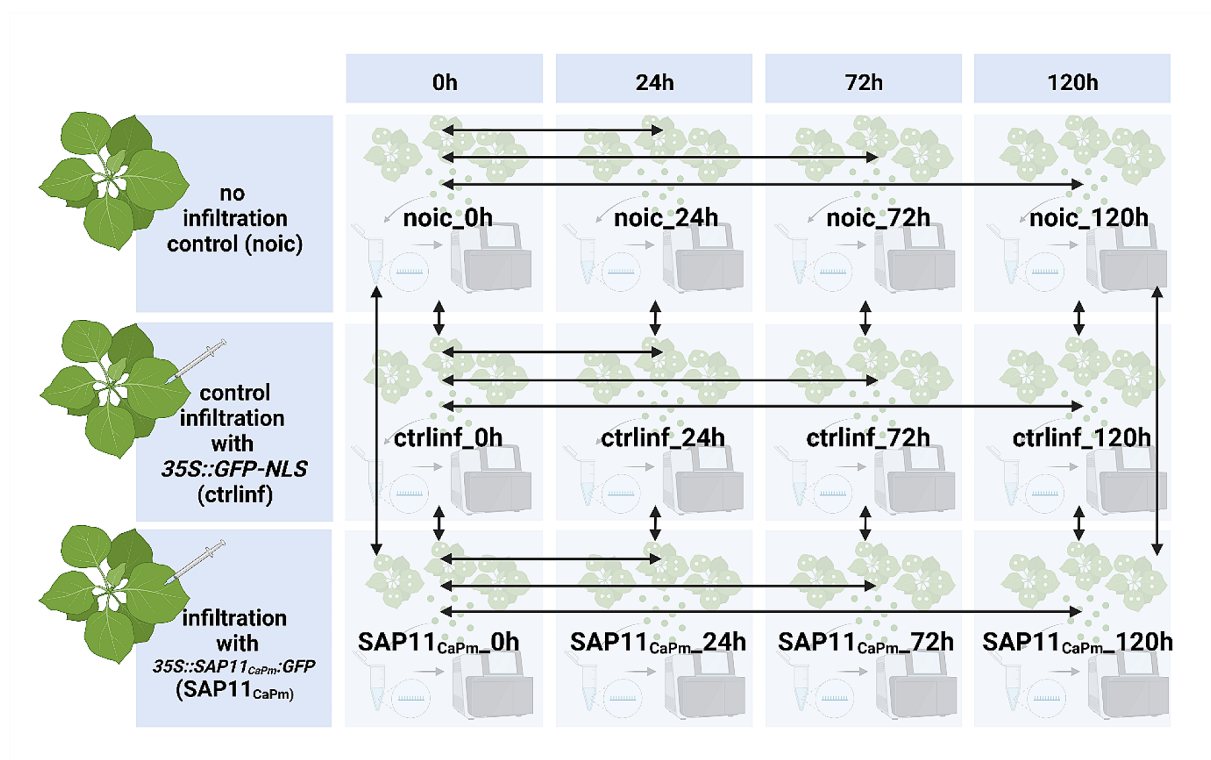 0h 24h 72h 120h
no
infiltration
control (noic)
noic_0h noic_24h noic_72h noic_120h
control
infiltration
with
35S::GFP-NLS
(ctrlinf)
ctrlinf_0h ctrlinf_24h ctrlinf_72h ctrlinf_120h
infiltration
with
35S::SAP11CaPm:GFP
(SAP11CaPm)
SAP11CaPm_0h SAP11CaPm_24h SAP11CaPm_72h SAP11CaPm_120h